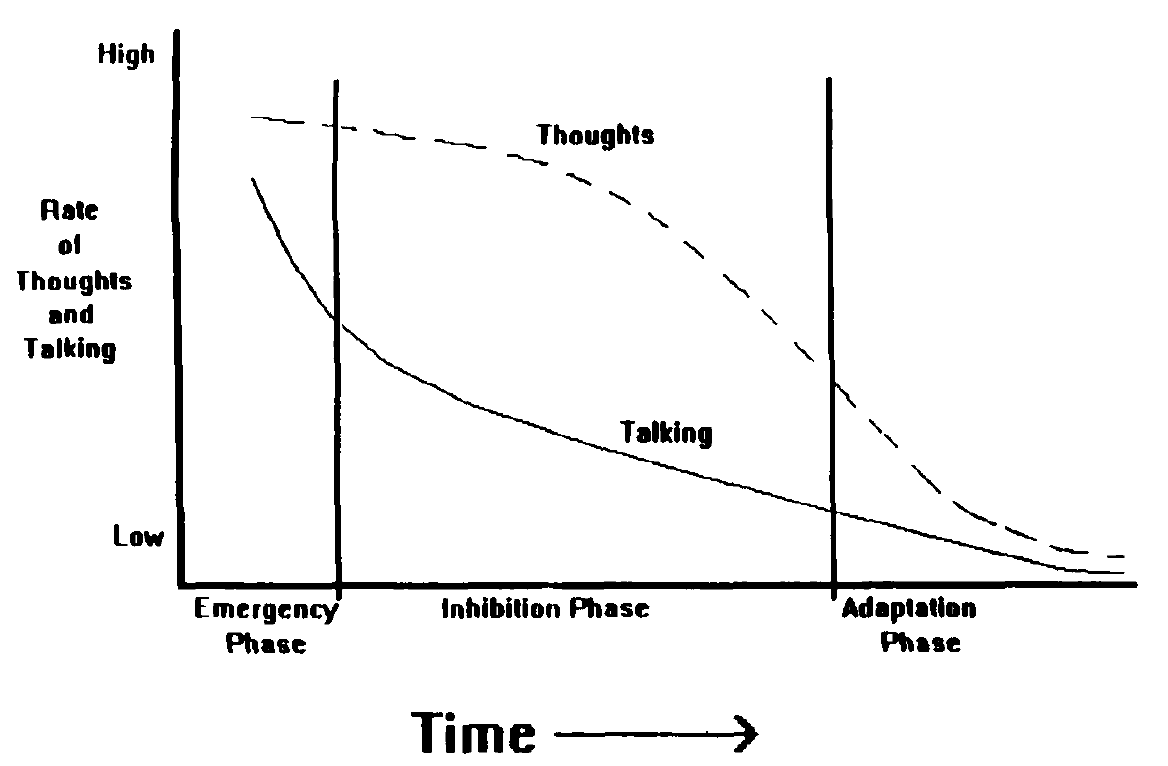 High
Thoughts
Rate
of
Thoughts
and
Talking
Talking
Low
Emergency
Phase
Inhibition Phase
Adaptation
Phase
Time